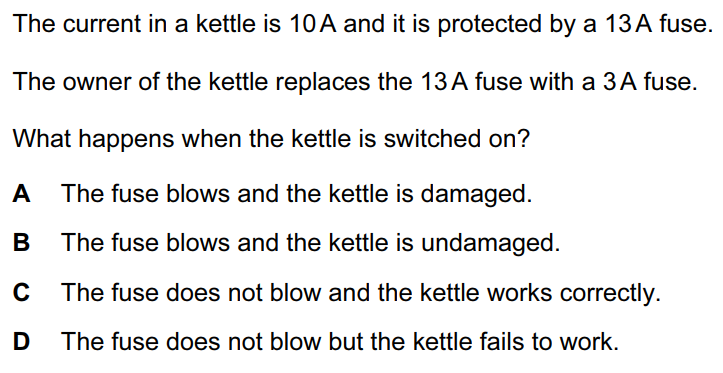 The current in a kettle is 10 A and it is protected by a 13 A fuse.
The owner of the kettle replaces the 13 A fuse with a 3 A fuse.
What happens when the kettle is switched on?
A The fuse blows and the kettle is damaged.
B The fuse blows and the kettle is undamaged.
C The fuse does not blow and the kettle works correctly.
D The fuse does not blow but the kettle fails to work.